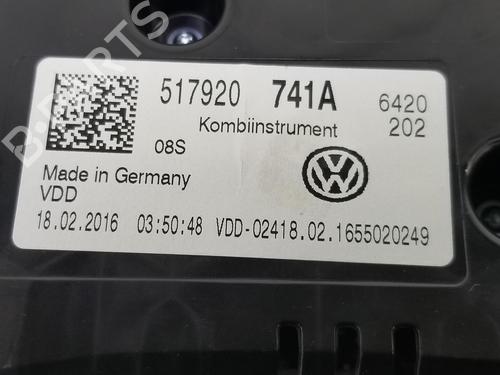 B-PARTS
517920 741A 6420
Kombiinstrument 202
08S
Made in Germany
VDD
18.02.2016 03:50:48 VDD-02418.02.1655020249